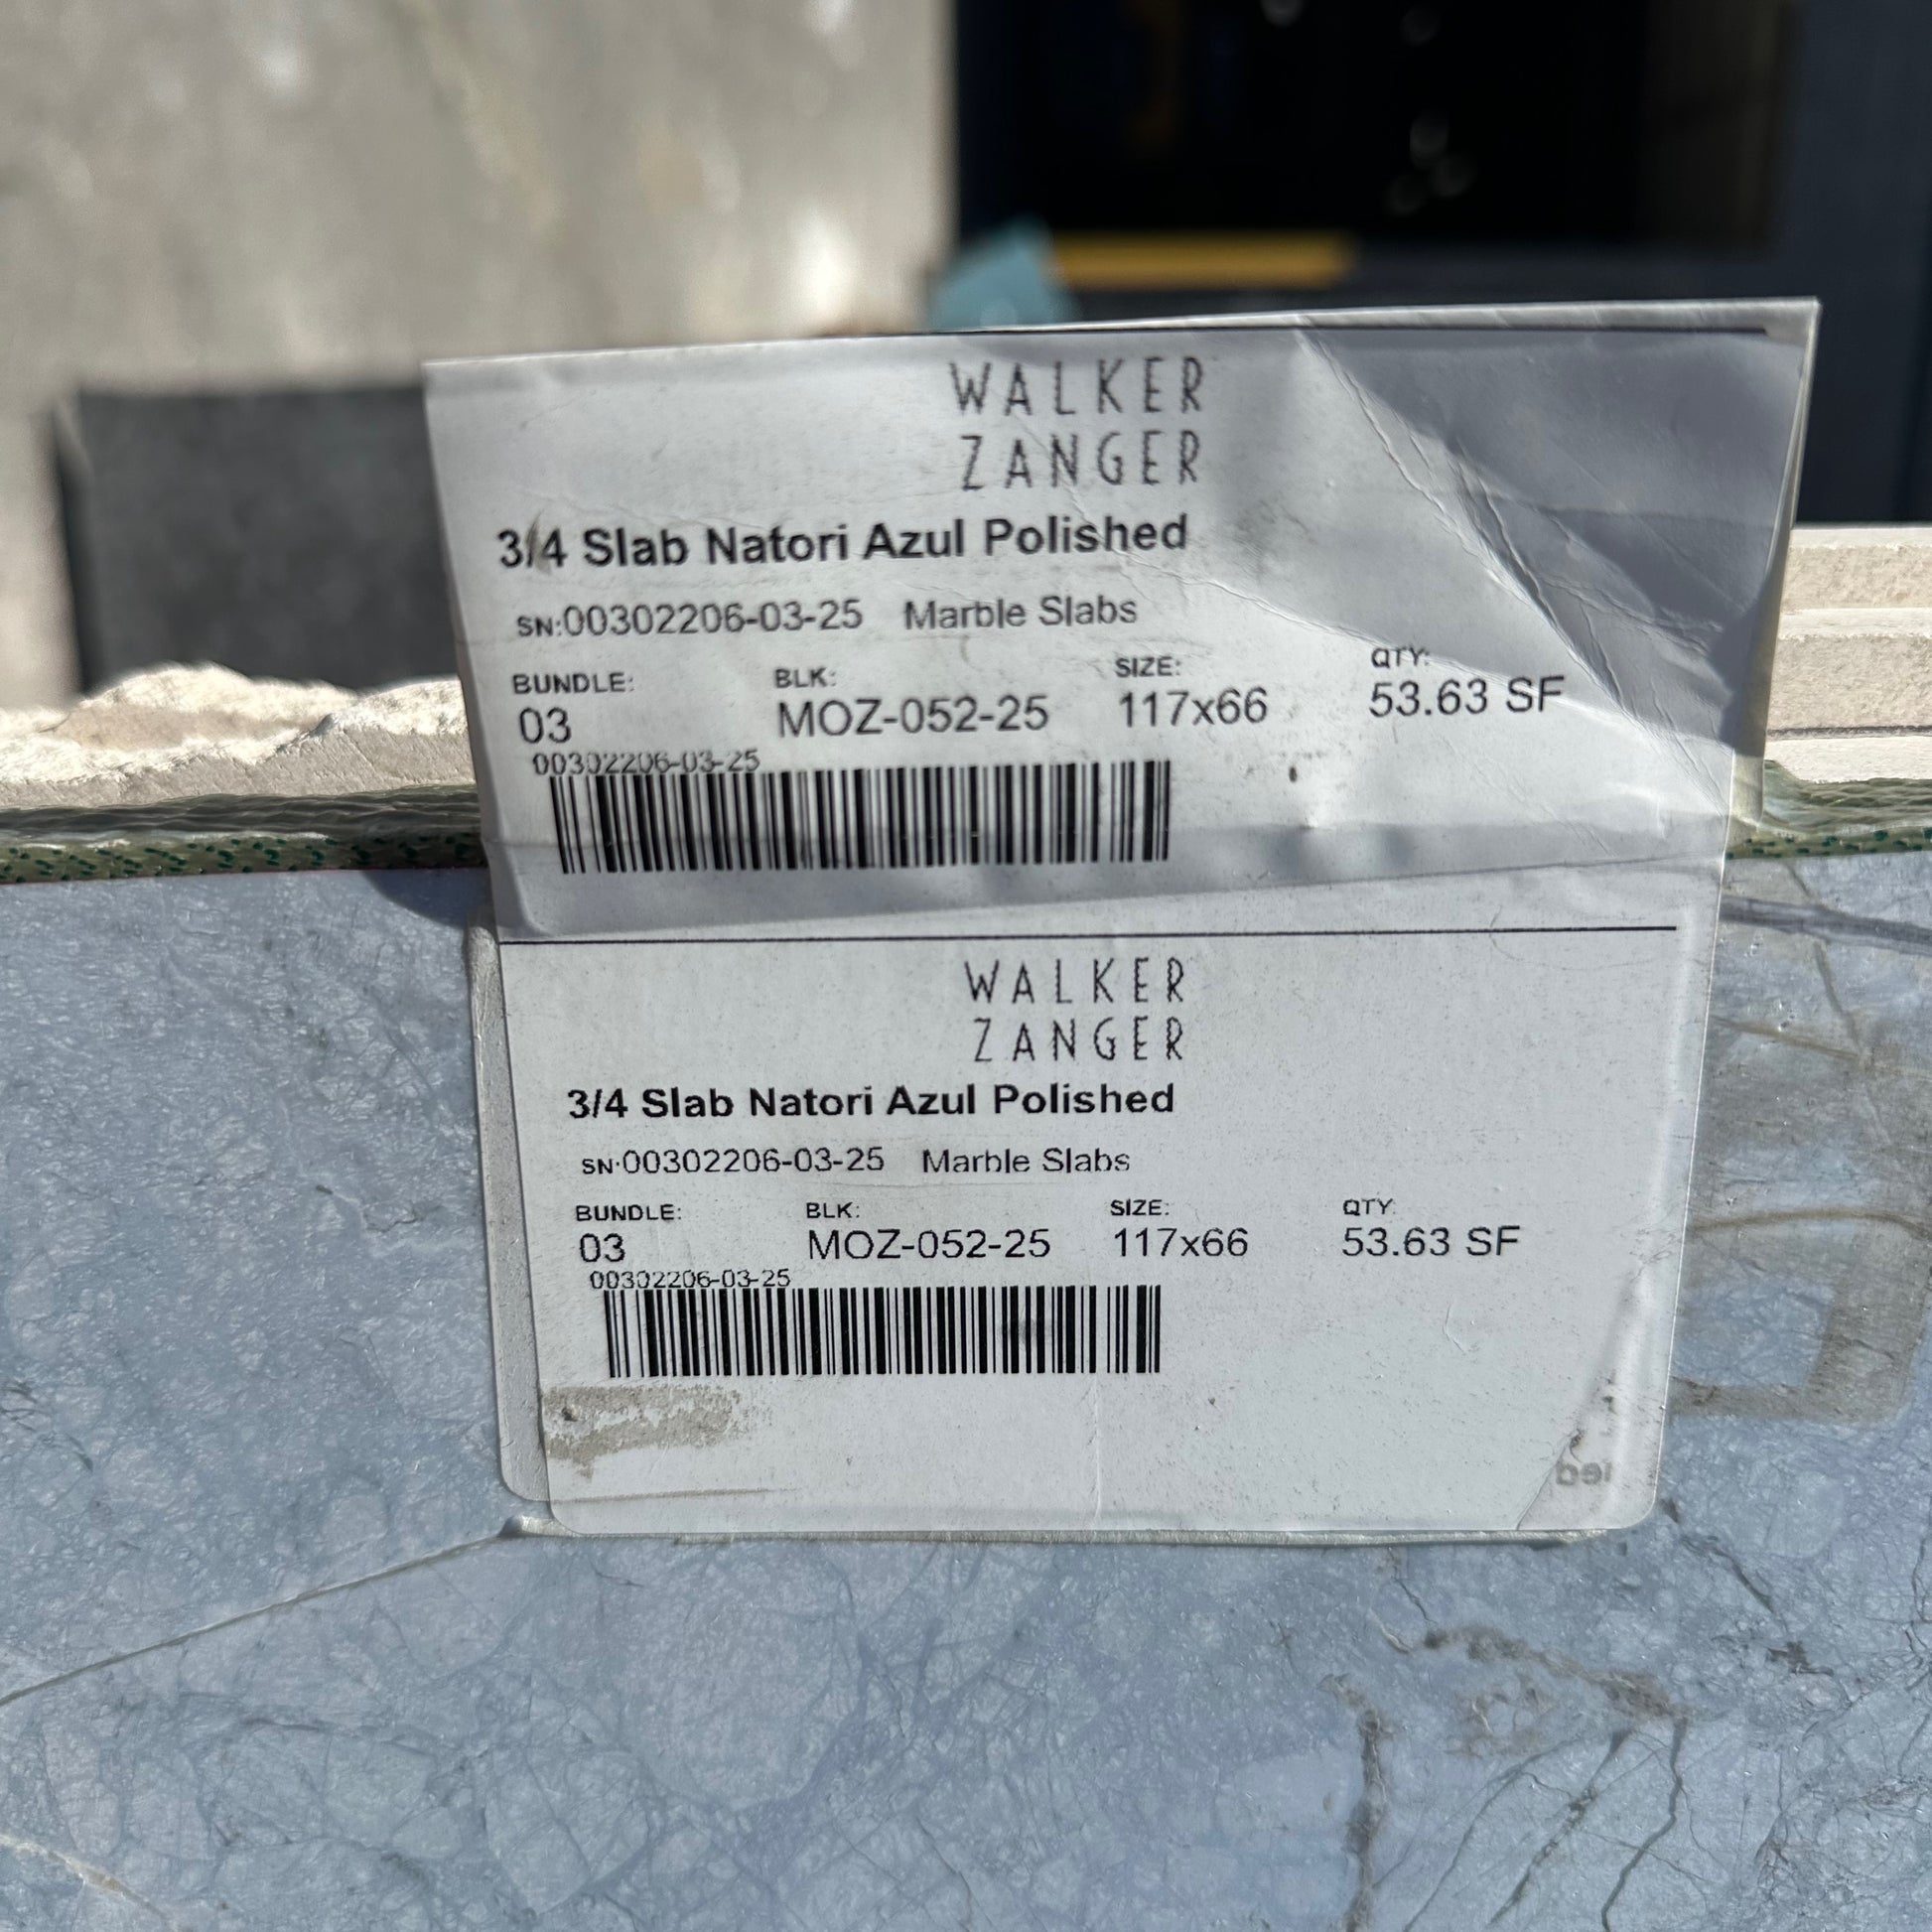 WALKER
ZANGER
3/4 Slab Natori Azul Polished
SN:00302206-03-25 Marble Slabs
BUNDLE: BLK: SIZE: QTY:
03 MOZ-052-25 117x66 53.63 SF
00302206-03-25
WALKER
ZANGER
3/4 Slab Natori Azul Polished
SN:00302206-03-25 Marble Slabs
BUNDLE: BLK: SIZE: QTY:
03 MOZ-052-25 117x66 53.63 SF
00302206-03-25